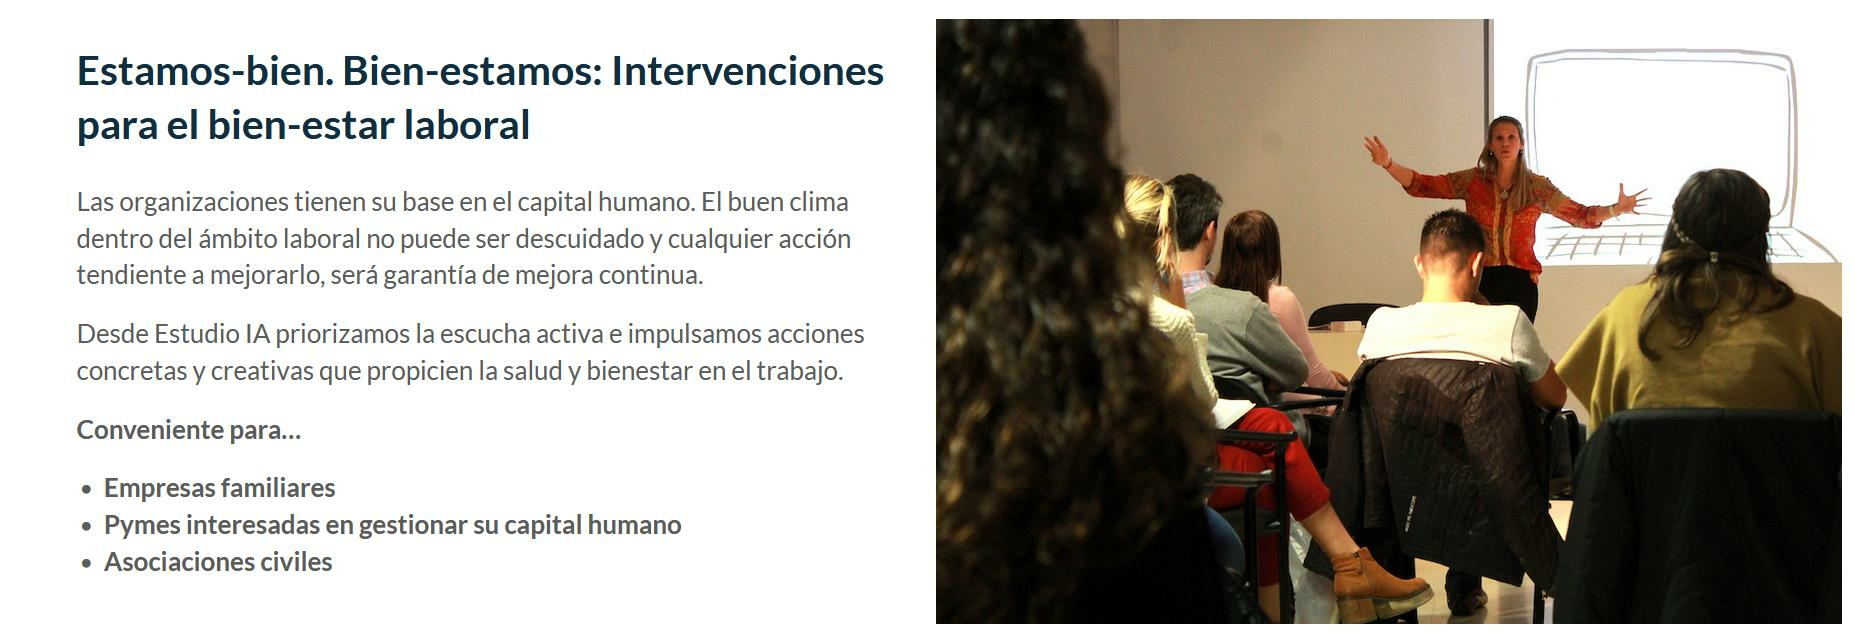 Estamos-bien. Bien-estamos: Intervenciones
para el bien-estar laboral
Las organizaciones tienen su base en el capital humano. El buen clima
dentro del ámbito laboral no puede ser descuidado y cualquier acción
tendiente a mejorarlo, será garantía de mejora continua.
Desde Estudio IA priorizamos la escucha activa e impulsamos acciones
concretas y creativas que propicien la salud y bienestar en el trabajo.
Conveniente para...
• Empresas familiares
• Pymes interesadas en gestionar su capital humano
• Asociaciones civiles